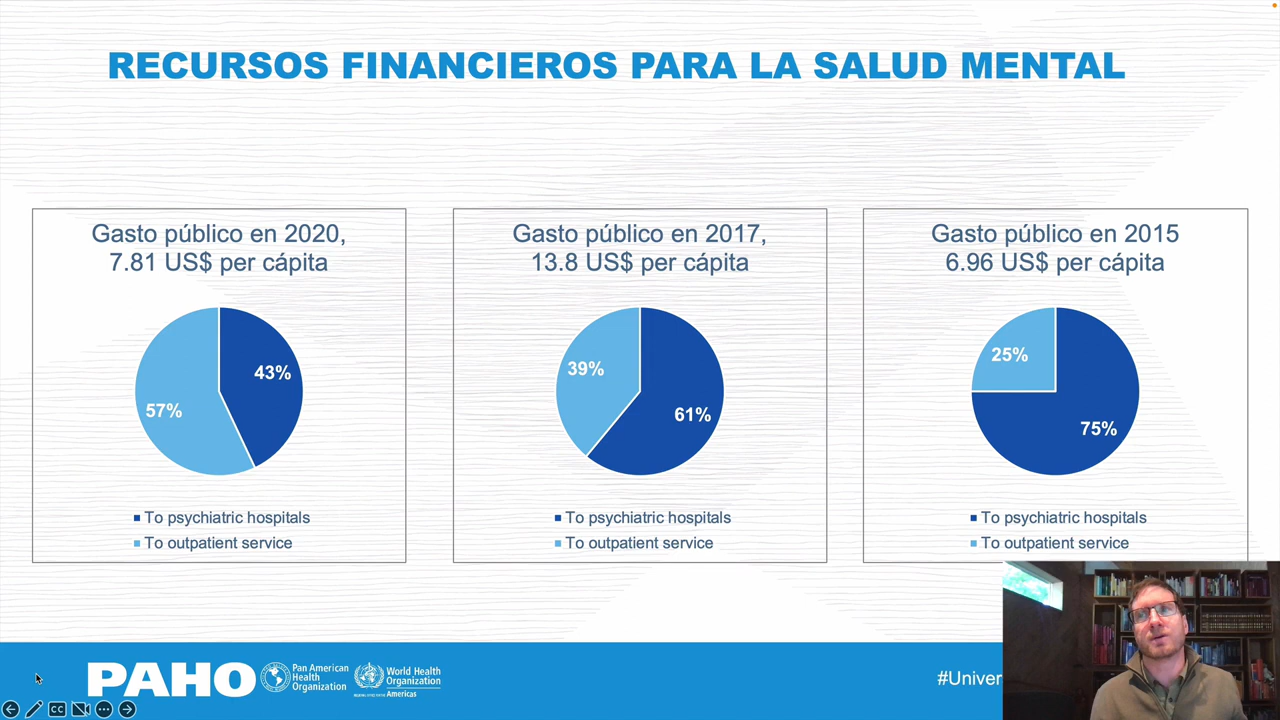 RECURSOS FINANCIEROS PARA LA SALUD MENTAL
Gasto público en 2020,
7.81 US$ per cápita
43%
57%
To psychiatric hospitals
To outpatient service
Gasto público en 2017,
13.8 US$ per cápita
39%
61%
To psychiatric hospitals
To outpatient service
Gasto público en 2015
6.96 US$ per cápita
25%
75%
To psychiatric hospitals
To outpatient service
PAHO
Pan American
Health
Organization
World Health
Organization
Americas
#Univer
CC